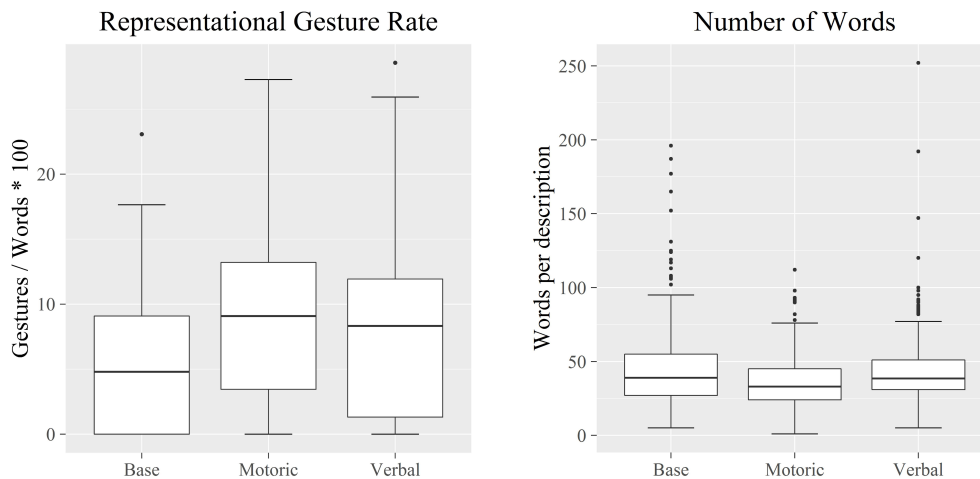 Representational Gesture Rate
Gestures / Words * 100
20
10
0
Base Motoric Verbal
Number of Words
Words per description
250
200
150
100
50
0
Base Motoric Verbal